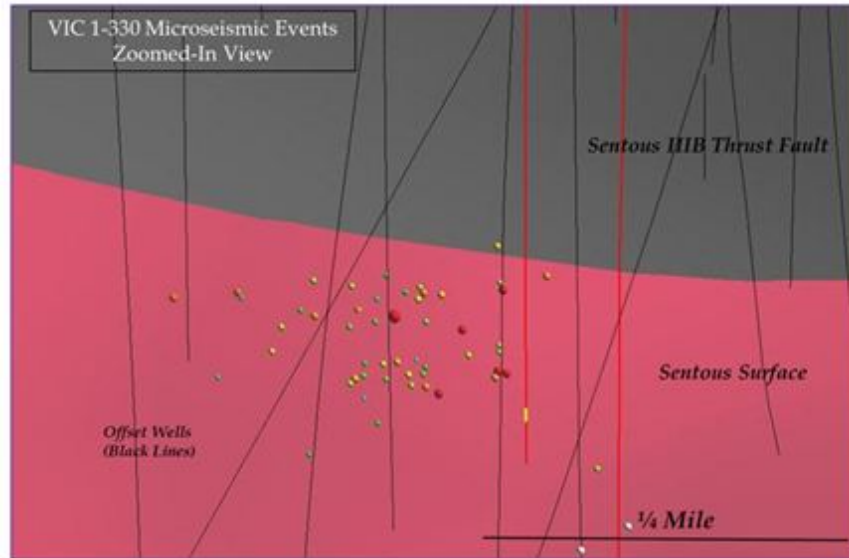 VIC 1-330 Microseismic Events
Zoomed-In View
Sentous IIIB Thrust Fault
Sentous Surface
Offset Wells
(Black Lines)
¼ Mile